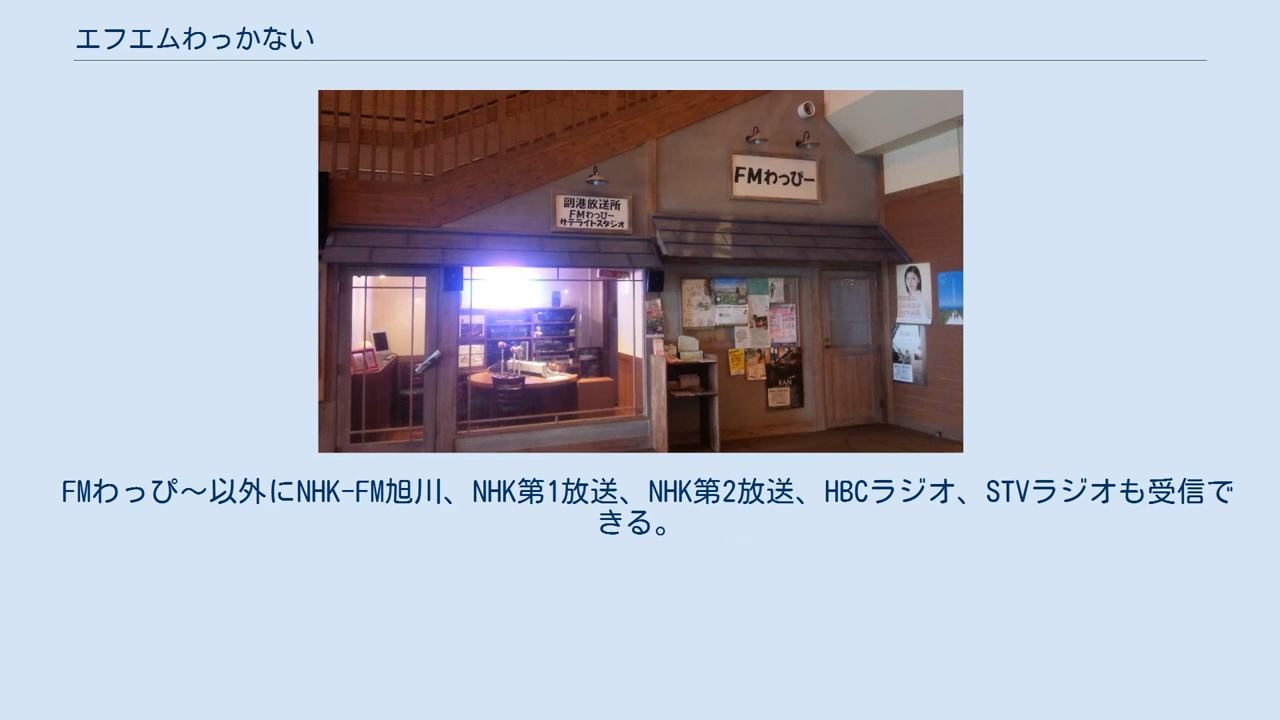 エフエムわっかない
FMわっぴー
副港放送所
FMわっぴー
サテライトスタジオ
KAN
FMわっぴ～以外にNHK-FM旭川、NHK第1放送、NHK第2放送、HBCラジオ、STVラジオも受信で
きる。